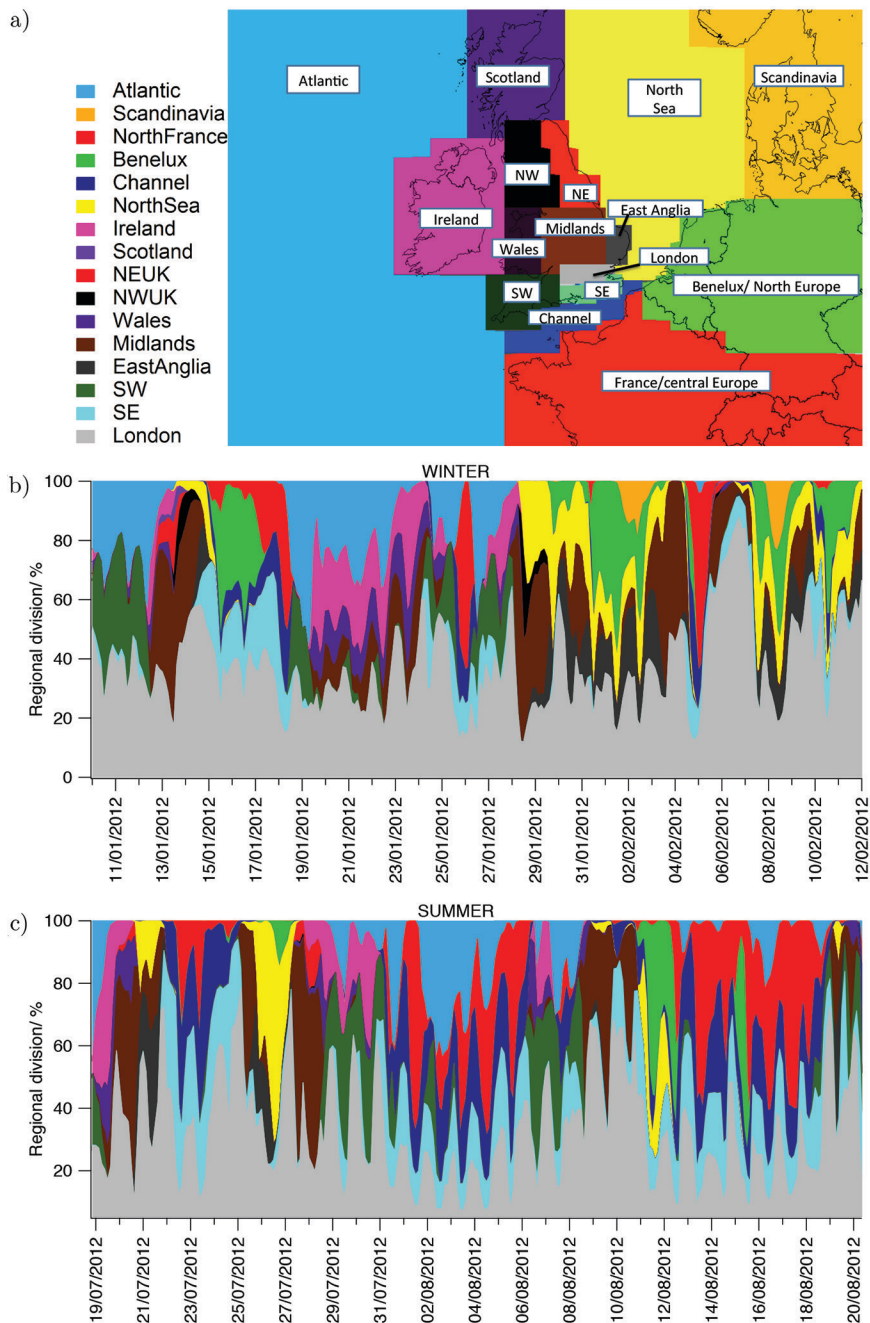 a)
Atlantic
Scandinavia
NorthFrance
Benelux
Channel
NorthSea
Ireland
Scotland
NEUK
NWUK
Wales
Midlands
EastAnglia
SW
SE
London
Atlantic
Scotland
North
Sea
Scandinavia
NW
NE
East Anglia
Ireland
Midlands
Wales
London
SW
SE
Benelux/ North Europe
Channel
France/central Europe
b)
WINTER
Regional division/ %
100
80
60
40
20
0
11/01/2012
13/01/2012
15/01/2012
17/01/2012
19/01/2012
21/01/2012
23/01/2012
25/01/2012
27/01/2012
29/01/2012
31/01/2012
02/02/2012
04/02/2012
06/02/2012
08/02/2012
10/02/2012
12/02/2012
c)
SUMMER
Regional division/ %
100
80
60
40
20
19/07/2012
21/07/2012
23/07/2012
25/07/2012
27/07/2012
29/07/2012
31/07/2012
02/08/2012
04/08/2012
06/08/2012
08/08/2012
10/08/2012
12/08/2012
14/08/2012
16/08/2012
18/08/2012
20/08/2012